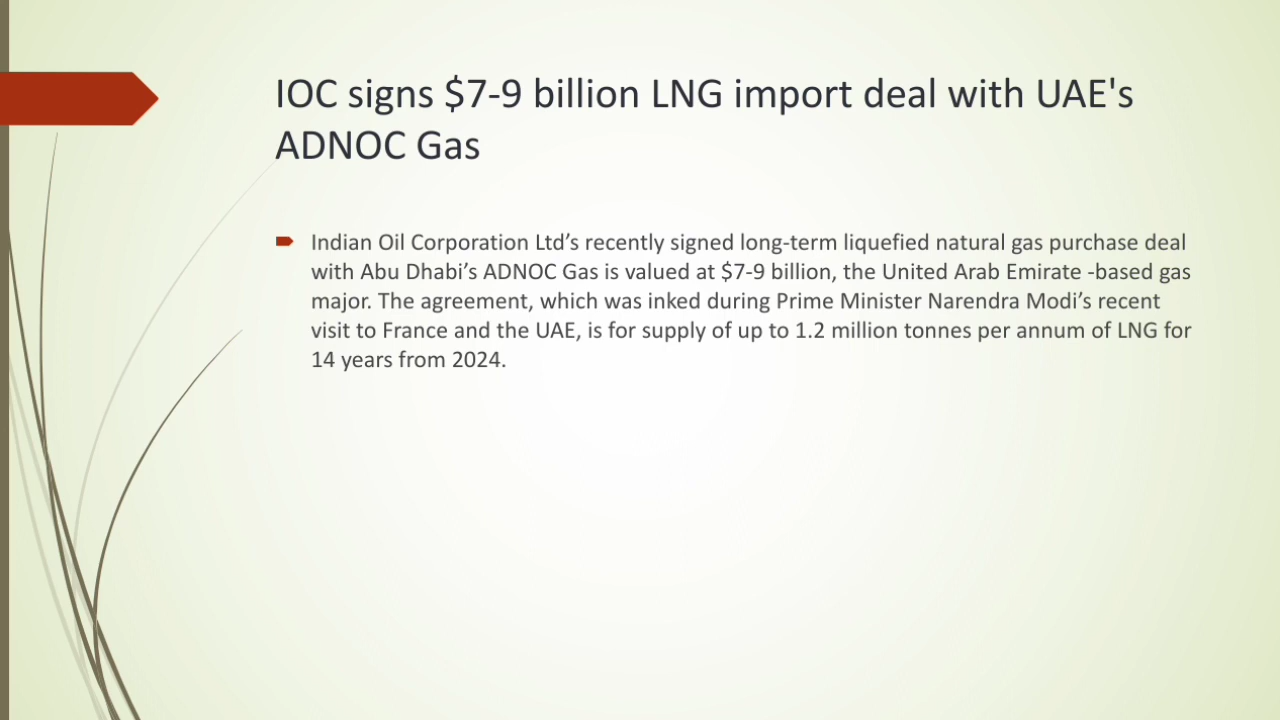 IOC signs $7-9 billion LNG import deal with UAE's
ADNOC Gas
Indian Oil Corporation Ltd’s recently signed long-term liquefied natural gas purchase deal
with Abu Dhabi’s ADNOC Gas is valued at $7-9 billion, the United Arab Emirate -based gas
major. The agreement, which was inked during Prime Minister Narendra Modi’s recent
visit to France and the UAE, is for supply of up to 1.2 million tonnes per annum of LNG for
14 years from 2024.